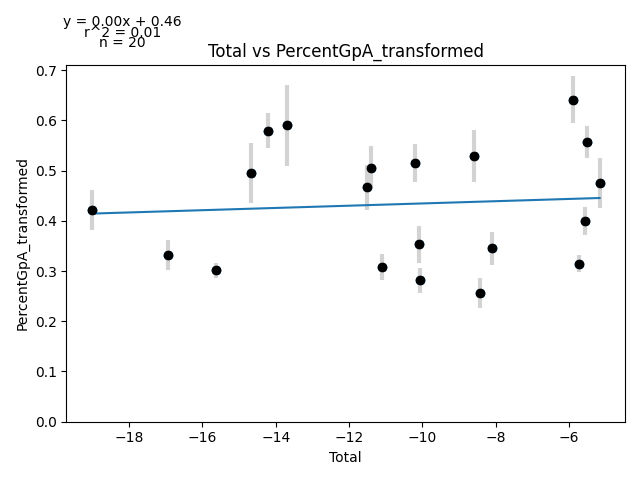 y = 0.00x + 0.46
r^2 = 0.01
n = 20
Total vs PercentGpA_transformed
PercentGpA_transformed
0.7
0.6
0.5
0.4
0.3
0.2
0.1
0.0
−18 −16 −14 −12 −10 −8 −6
Total